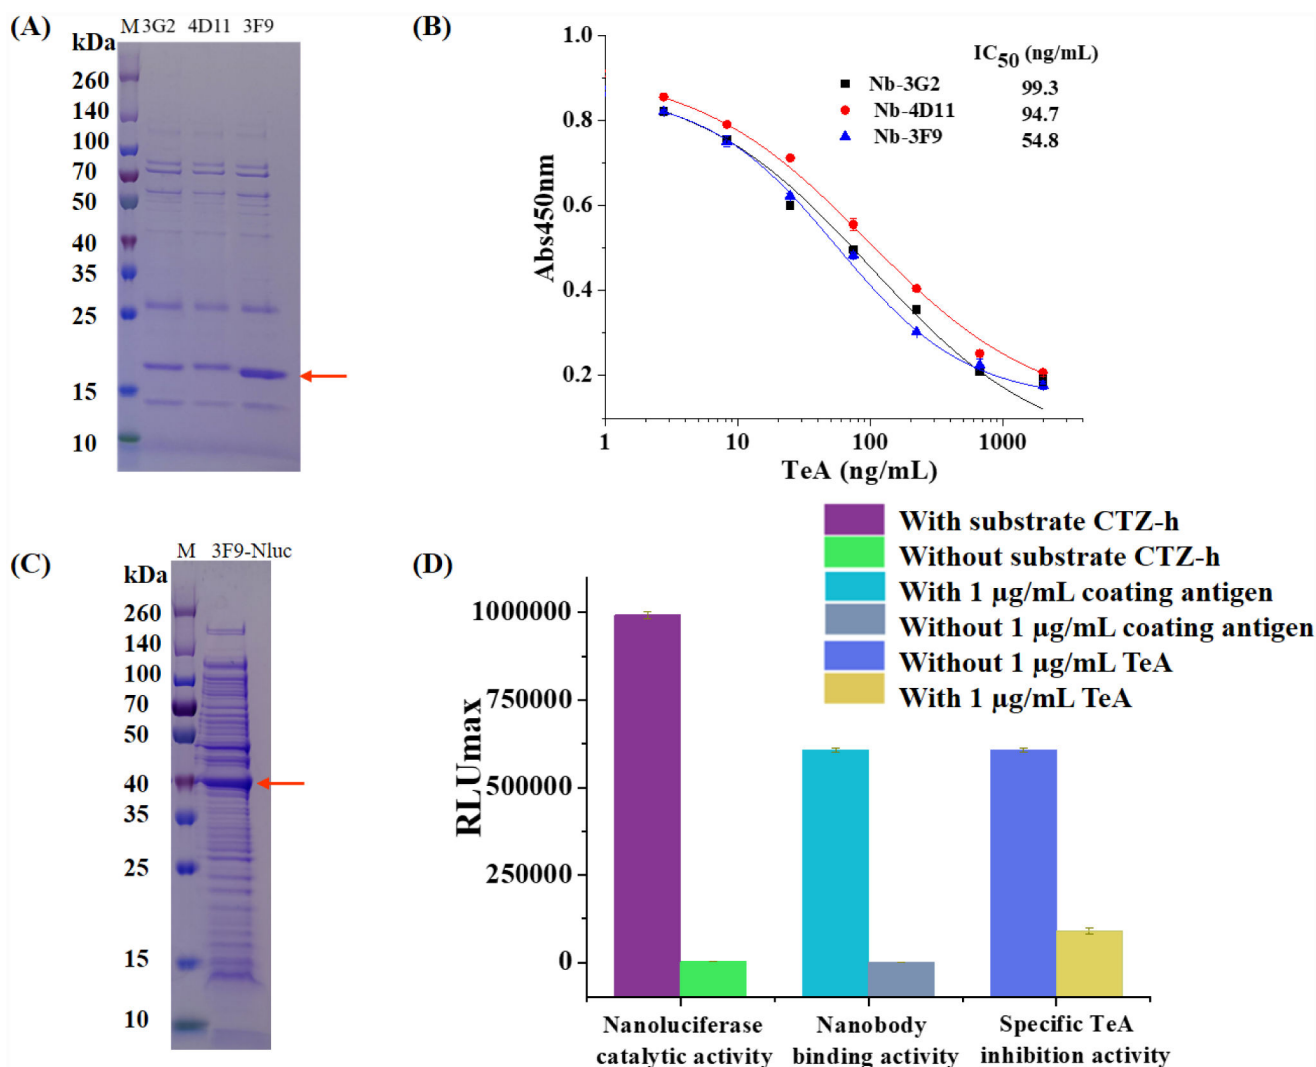 (A)
M 3G2 4D11 3F9
kDa
260
140
100
70
50
40
35
25
15
10
(B)
1.0
0.8
0.6
0.4
0.2
Abs450nm
1
10
100
1000
TeA (ng/mL)
IC50 (ng/mL)
Nb-3G2 99.3
Nb-4D11 94.7
Nb-3F9 54.8
(C)
M 3F9-Nluc
kDa
260
140
100
70
50
40
35
25
15
10
(D)
With substrate CTZ-h
Without substrate CTZ-h
With 1 μg/mL coating antigen
Without 1 μg/mL coating antigen
Without 1 μg/mL TeA
With 1 μg/mL TeA
1000000
750000
500000
250000
0
RLUmax
Nanoluciferase
catalytic activity
Nanobody
binding activity
Specific TeA
inhibition activity